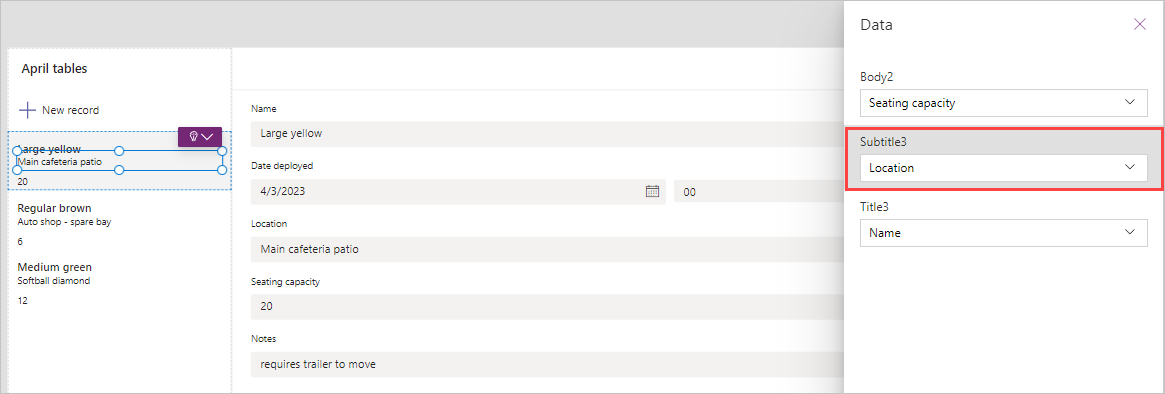 April tables
New record
Large yellow
Main cafeteria patio
20
Regular brown
Auto shop - spare bay
6
Medium green
Softball diamond
12
Name
Large yellow
Date deployed
4/3/2023
00
Location
Main cafeteria patio
Seating capacity
20
Notes
requires trailer to move
Data
Body2
Seating capacity
Subtitle3
Location
Title3
Name